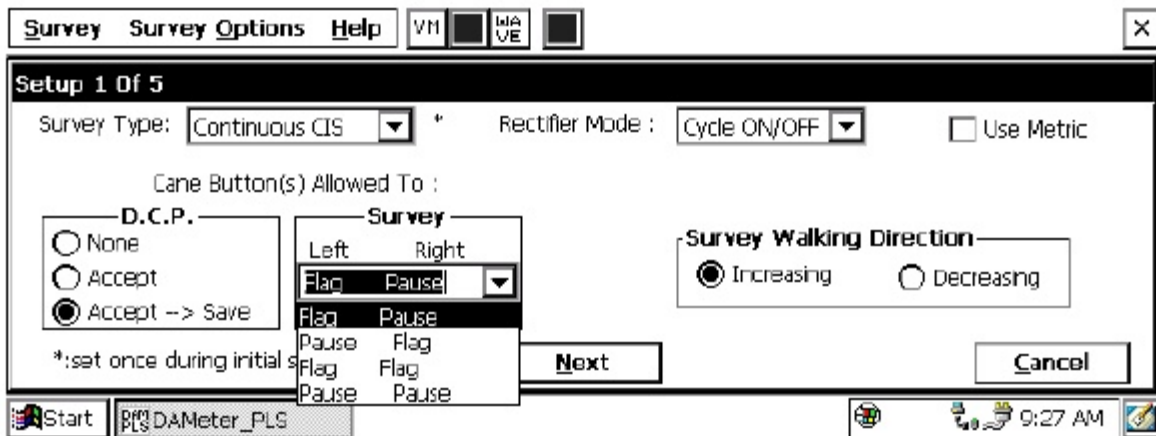 Survey Survey Options Help VM WAVE
Setup 1 Of 5
Survey Type: Continuous CIS * Rectifier Mode : Cycle ON/OFF Use Metric
Cane Button(s) Allowed To :
D.C.P.
None
Accept
Accept --> Save
Survey
Left Right
Flag Pause
Flag Pause
Pause Flag
Flag Flag
Pause Pause
Survey Walking Direction
Increasing Decreasing
*:set once during initial s
Next Cancel
Start DAMeter_PLS 9:27 AM